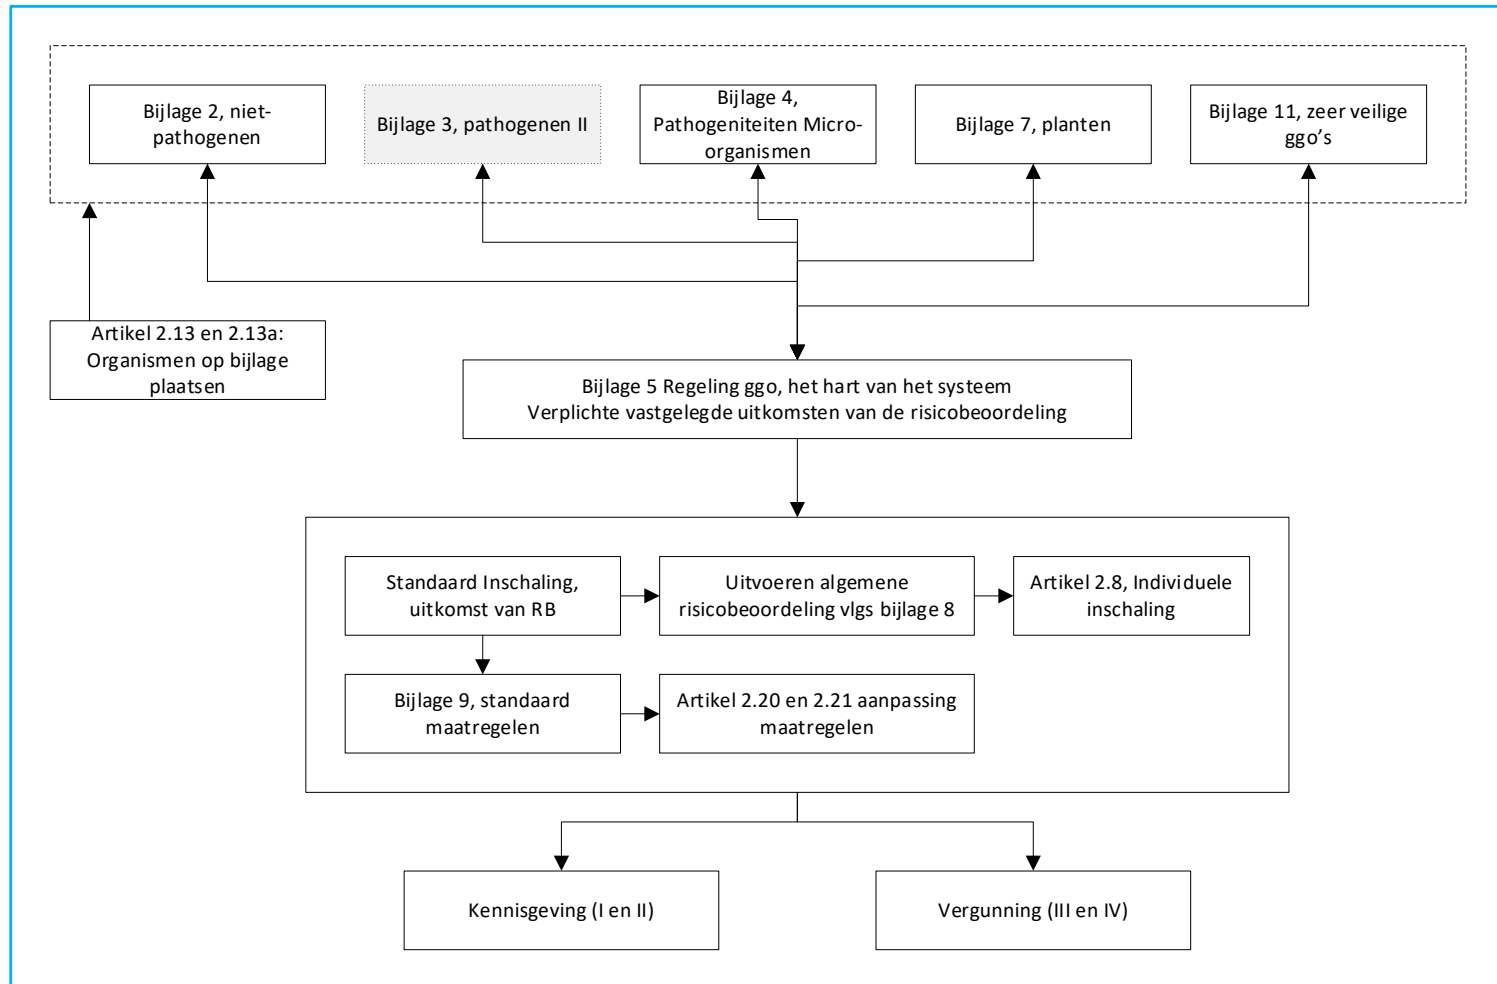 Bijlage 2, niet-
pathogenen
Bijlage 3, pathogenen II
Bijlage 4,
Pathogeniteiten Micro-
organismen
Bijlage 7, planten
Bijlage 11, zeer veilige
ggo’s
Artikel 2.13 en 2.13a:
Organismen op bijlage
plaatsen
Bijlage 5 Regeling ggo, het hart van het systeem
Verplichte vastgelegde uitkomsten van de risicobeoordeling
Standaard Inschaling,
uitkomst van RB
Uitvoeren algemene
risicobeoordeling vlgs bijlage 8
Artikel 2.8, Individuele
inschaling
Bijlage 9, standaard
maatregelen
Artikel 2.20 en 2.21 aanpassing
maatregelen
Kennisgeving (I en II)
Vergunning (III en IV)